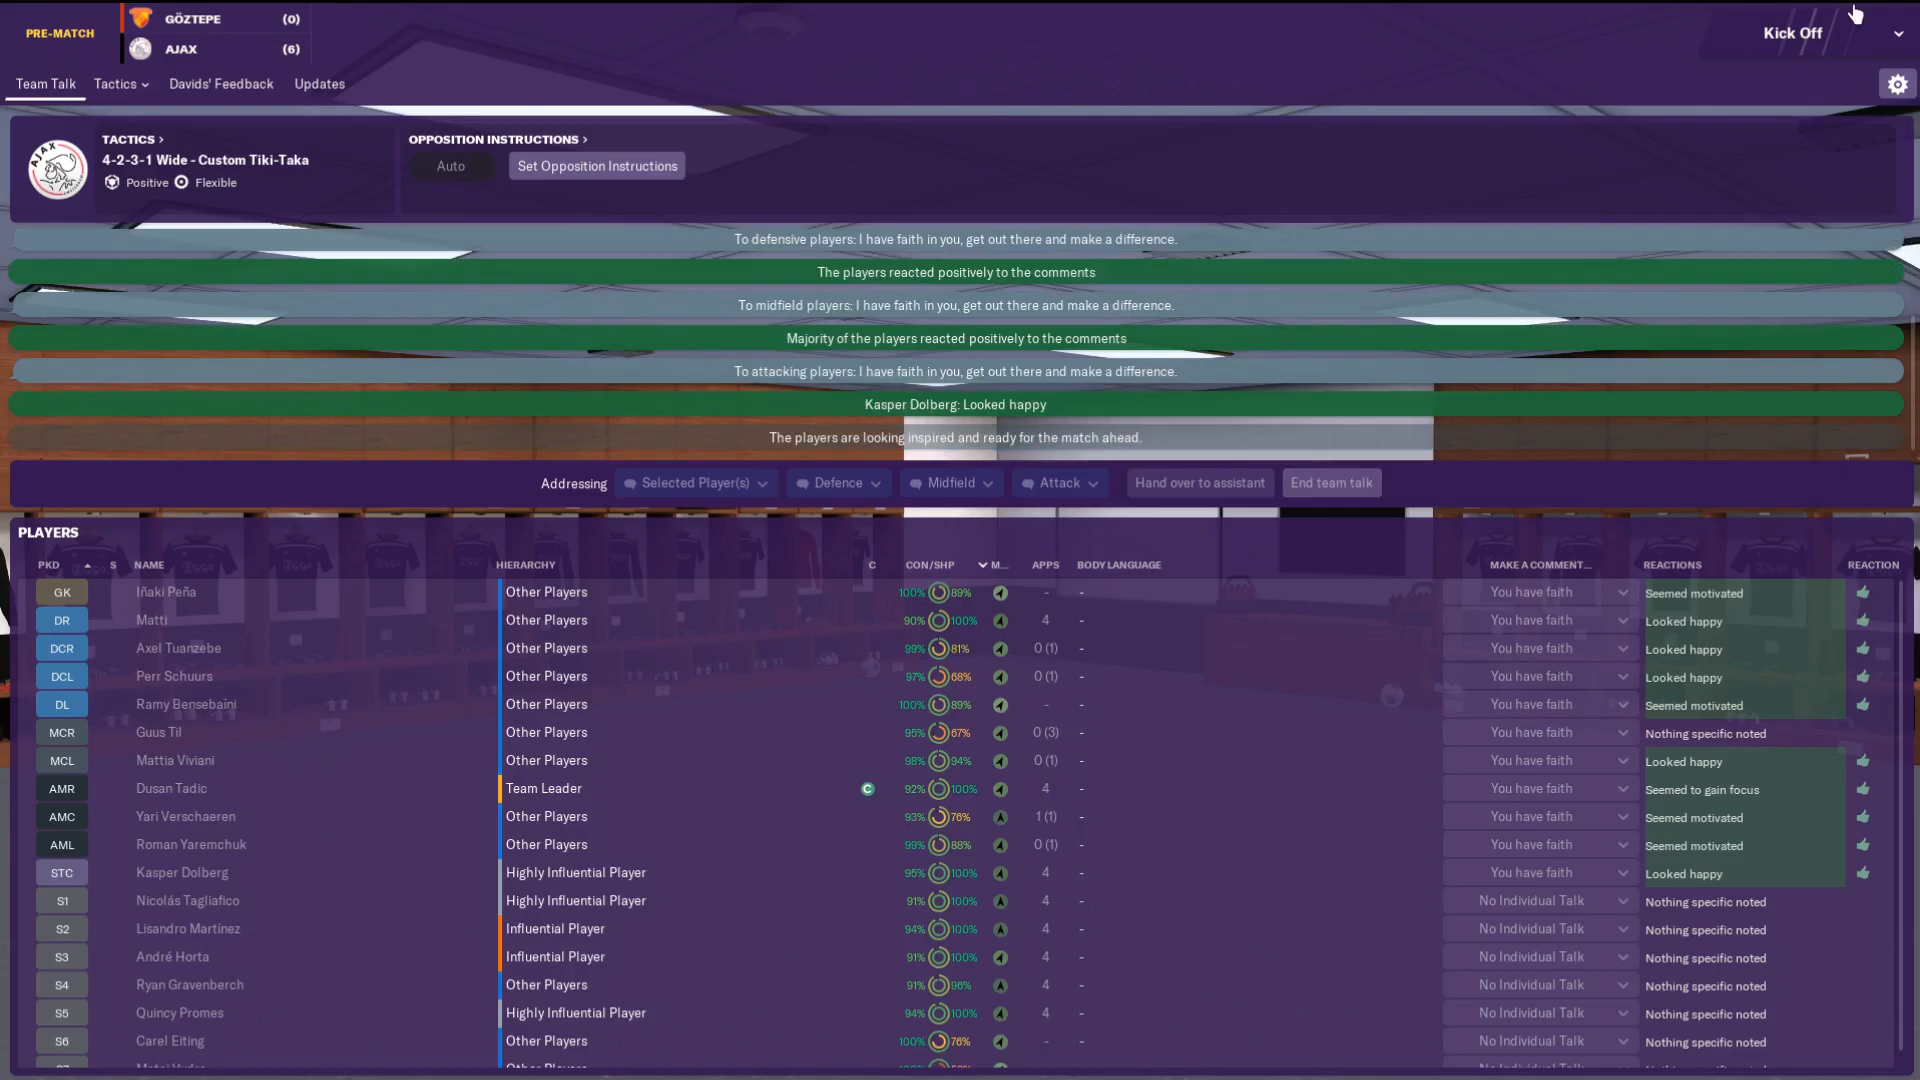 PRE-MATCH
GÖZTEPE (0)
AJAX (6)
Kick Off
Team Talk Tactics Davids' Feedback Updates
AJAX
TACTICS >
4-2-3-1 Wide - Custom Tiki-Taka
Positive Flexible
OPPOSITION INSTRUCTIONS >
Auto Set Opposition Instructions
To defensive players: I have faith in you, get out there and make a difference.
The players reacted positively to the comments
To midfield players: I have faith in you, get out there and make a difference.
Majority of the players reacted positively to the comments
To attacking players: I have faith in you, get out there and make a difference.
Kasper Dolberg: Looked happy
The players are looking inspired and ready for the match ahead.
Addressing Selected Player(s) Defence Midfield Attack Hand over to assistant End team talk
PLAYERS
PKD S NAME HIERARCHY C CON/SHP M... APPS BODY LANGUAGE MAKE A COMMENT... REACTIONS REACTION
GK Iñaki Peña Other Players 100% 89% - - You have faith Seemed motivated
DR Matti Other Players 90% 100% 4 - You have faith Looked happy
DCR Axel Tuanzebe Other Players 99% 81% 0 (1) - You have faith Looked happy
DCL Perr Schuurs Other Players 97% 68% 0 (1) - You have faith Looked happy
DL Ramy Bensebaïni Other Players 100% 89% - - You have faith Seemed motivated
MCR Guus Til Other Players 95% 67% 0 (3) - You have faith Nothing specific noted
MCL Mattia Viviani Other Players 98% 94% 0 (1) - You have faith Looked happy
AMR Dusan Tadic Team Leader C 92% 100% 4 - You have faith Seemed to gain focus
AMC Yari Verschaeren Other Players 93% 76% 1 (1) - You have faith Seemed motivated
AML Roman Yaremchuk Other Players 99% 88% 0 (1) - You have faith Seemed motivated
STC Kasper Dolberg Highly Influential Player 95% 100% 4 - You have faith Looked happy
S1 Nicolás Tagliafico Highly Influential Player 91% 100% 4 - No Individual Talk Nothing specific noted
S2 Lisandro Martínez Influential Player 94% 100% 4 - No Individual Talk Nothing specific noted
S3 André Horta Influential Player 91% 100% 4 - No Individual Talk Nothing specific noted
S4 Ryan Gravenberch Other Players 91% 96% 4 - No Individual Talk Nothing specific noted
S5 Quincy Promes Highly Influential Player 94% 100% 4 - No Individual Talk Nothing specific noted
S6 Carel Eiting Other Players 100% 76% - - No Individual Talk Nothing specific noted